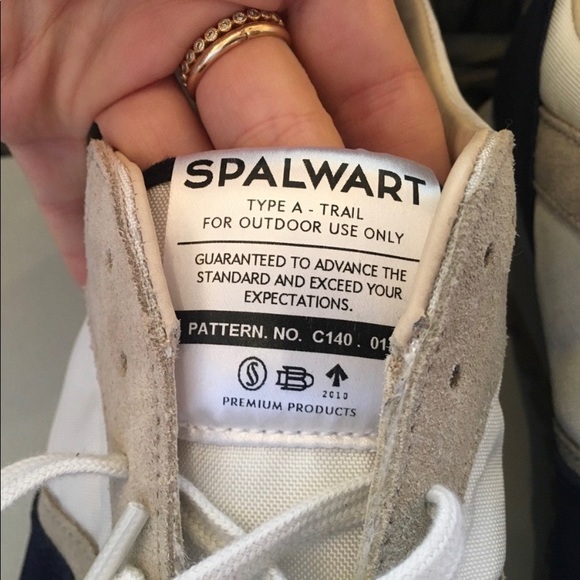 SPALWART
TYPE A - TRAIL
FOR OUTDOOR USE ONLY
GUARANTEED TO ADVANCE THE
STANDARD AND EXCEED YOUR
EXPECTATIONS.
PATTERN. NO. C140 .
2010
PREMIUM PRODUCTS